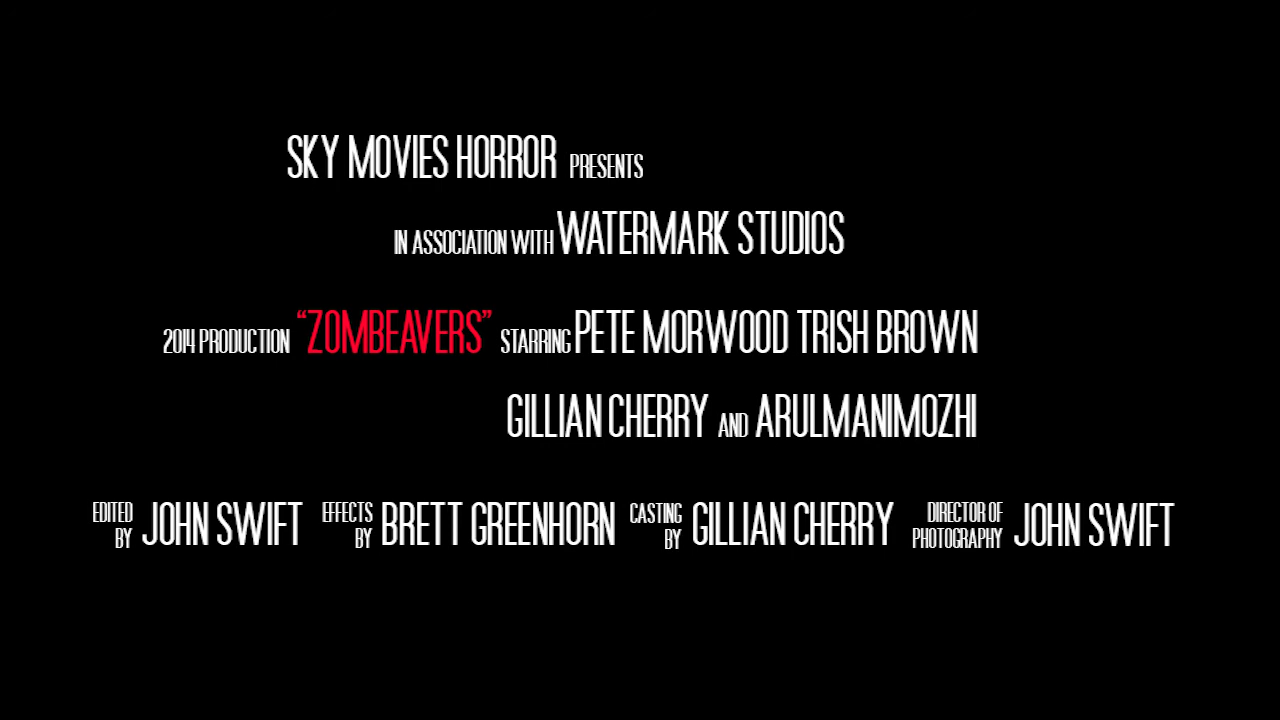 SKY MOVIES HORROR PRESENTS
IN ASSOCIATION WITH WATERMARK STUDIOS
2014 PRODUCTION “ZOMBEAVERS” STARRING PETE MORWOOD TRISH BROWN
GILLIAN CHERRY AND ARULMANIMOZHI
EDITED BY JOHN SWIFT EFFECTS BY BRETT GREENHORN CASTING BY GILLIAN CHERRY DIRECTOR OF PHOTOGRAPHY JOHN SWIFT